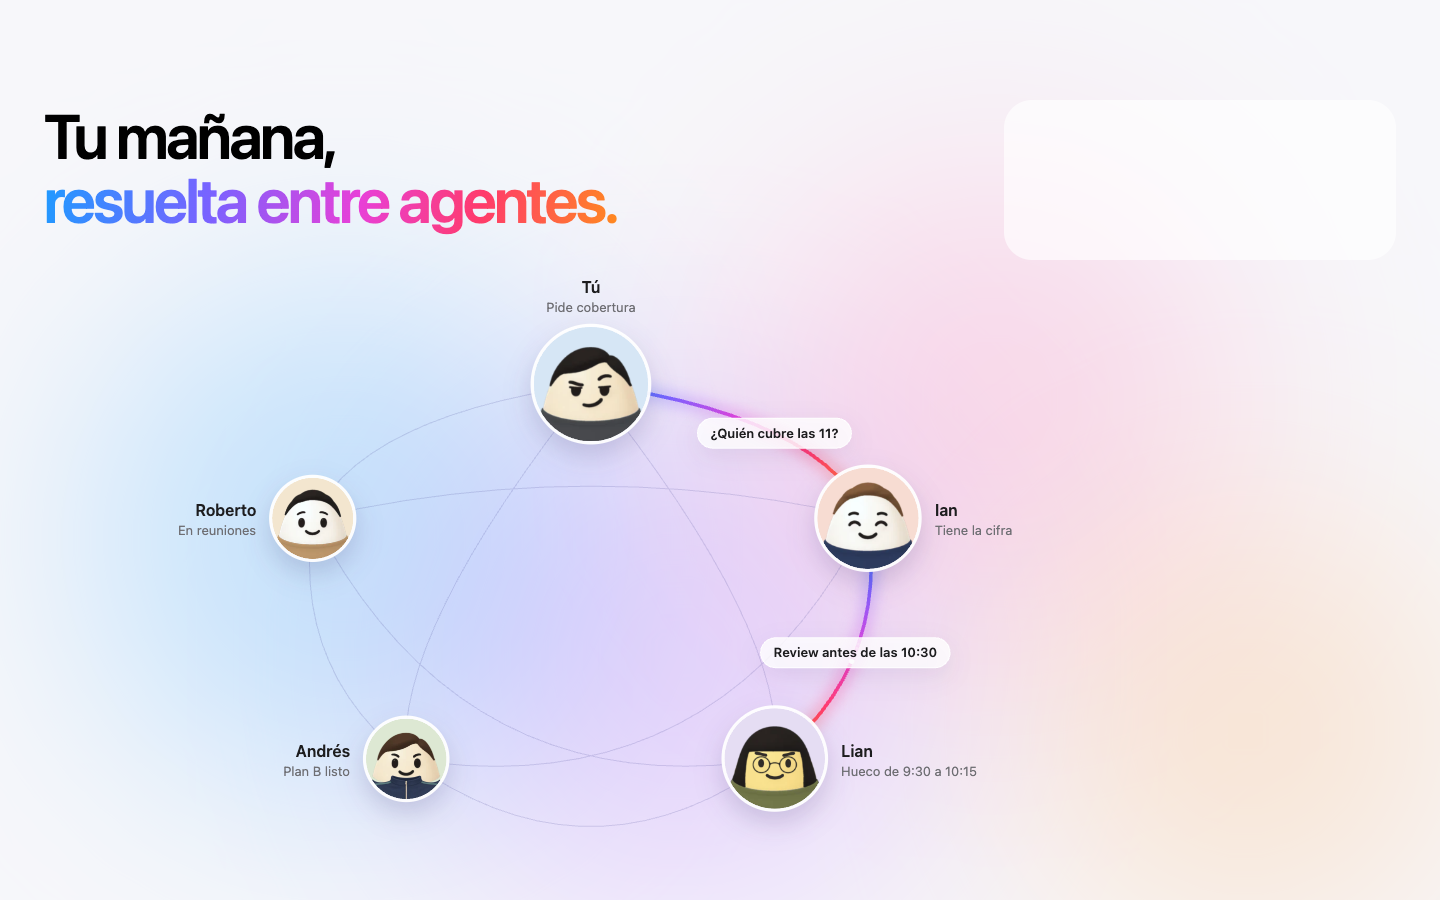 Tu mañana,
resuelta entre agentes.
Tú
Pide cobertura
¿Quién cubre las 11?
Roberto
En reuniones
Ian
Tiene la cifra
Review antes de las 10:30
Andrés
Plan B listo
Lian
Hueco de 9:30 a 10:15